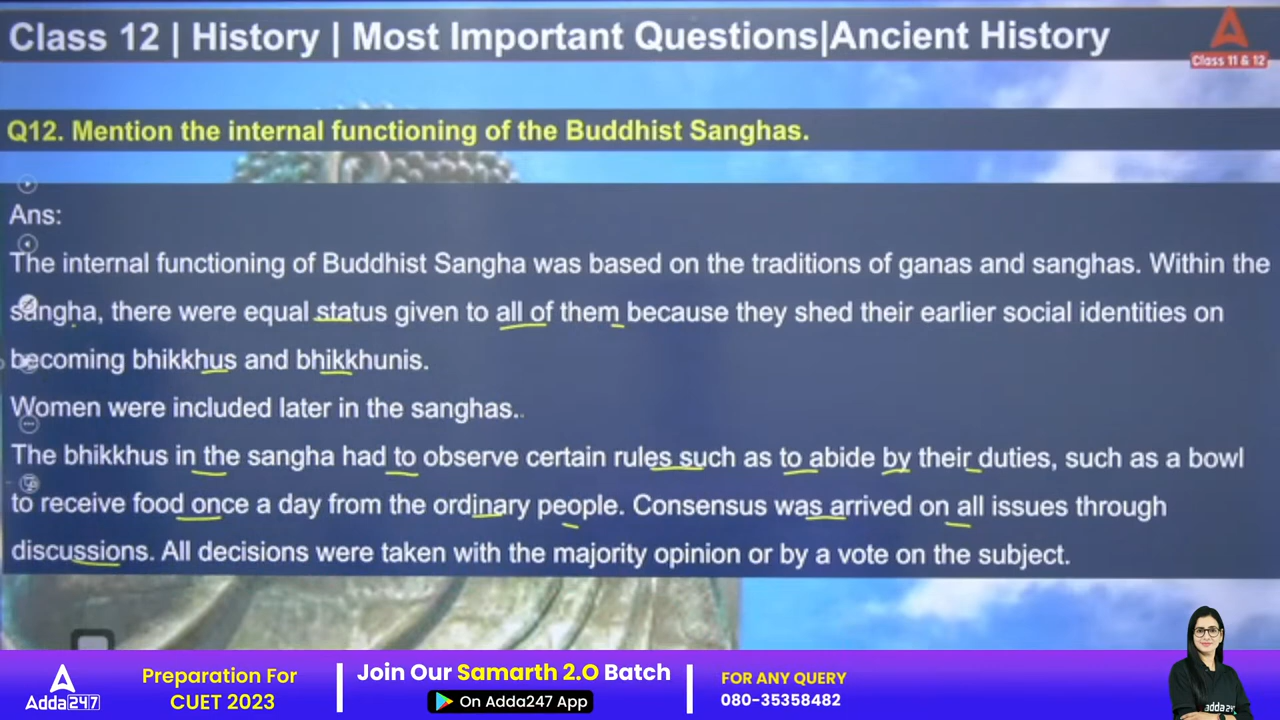 Class 12 | History | Most Important Questions|Ancient History
Class 11 & 12
Q12. Mention the internal functioning of the Buddhist Sanghas.
Ans:
The internal functioning of Buddhist Sangha was based on the traditions of ganas and sanghas. Within the
sangha, there were equal status given to all of them because they shed their earlier social identities on
becoming bhikkhus and bhikkhunis.
Women were included later in the sanghas.
The bhikkhus in the sangha had to observe certain rules such as to abide by their duties, such as a bowl
to receive food once a day from the ordinary people. Consensus was arrived on all issues through
discussions. All decisions were taken with the majority opinion or by a vote on the subject.
Adda247
Preparation For
CUET 2023
Join Our Samarth 2.O Batch
On Adda247 App
FOR ANY QUERY
080-35358482